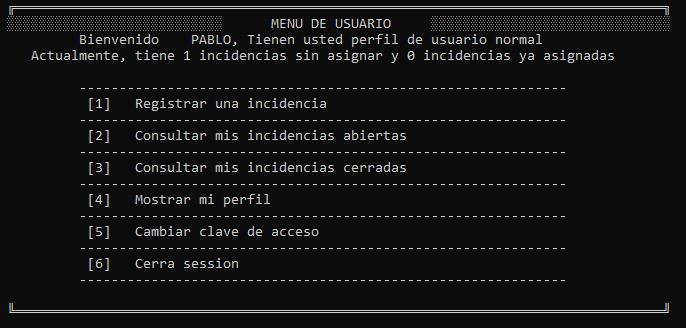 MENU DE USUARIO
Bienvenido PABLO, Tienen usted perfil de usuario normal
Actualmente, tiene 1 incidencias sin asignar y 0 incidencias ya asignadas
[1] Registrar una incidencia
[2] Consultar mis incidencias abiertas
[3] Consultar mis incidencias cerradas
[4] Mostrar mi perfil
[5] Cambiar clave de acceso
[6] Cerra session